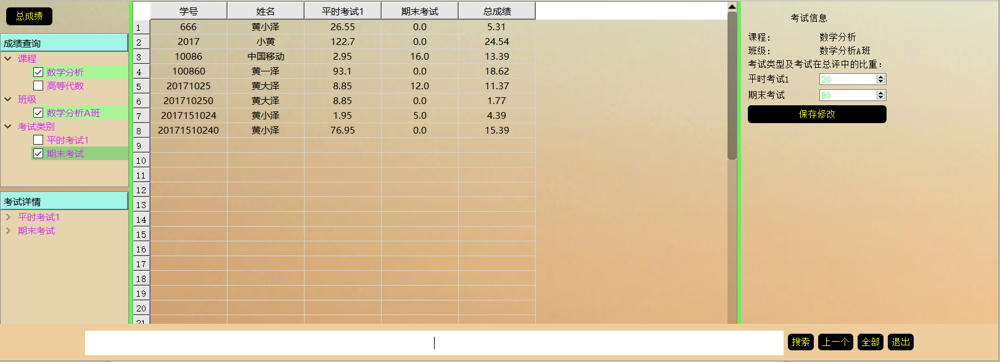 总成绩
成绩查询
课程
数学分析
高等代数
班级
数学分析A班
考试类别
平时考试1
期末考试
考试详情
平时考试1
期末考试
学号 姓名 平时考试1 期末考试 总成绩
1 666 黄小泽 26.55 0.0 5.31
2 2017 小黄 122.7 0.0 24.54
3 10086 中国移动 2.95 16.0 13.39
4 100860 黄一泽 93.1 0.0 18.62
5 20171025 黄大泽 8.85 12.0 11.37
6 201710250 黄大泽 8.85 0.0 1.77
7 2017151024 黄小泽 1.95 5.0 4.39
8 20171510240 黄小泽 76.95 0.0 15.39
9
10
11
12
13
14
15
16
17
18
19
20
21
考试信息
课程: 数学分析
班级: 数学分析A班
考试类型及考试在总评中的比重:
平时考试1 20
期末考试 80
保存修改
搜索 上一个 全部 退出